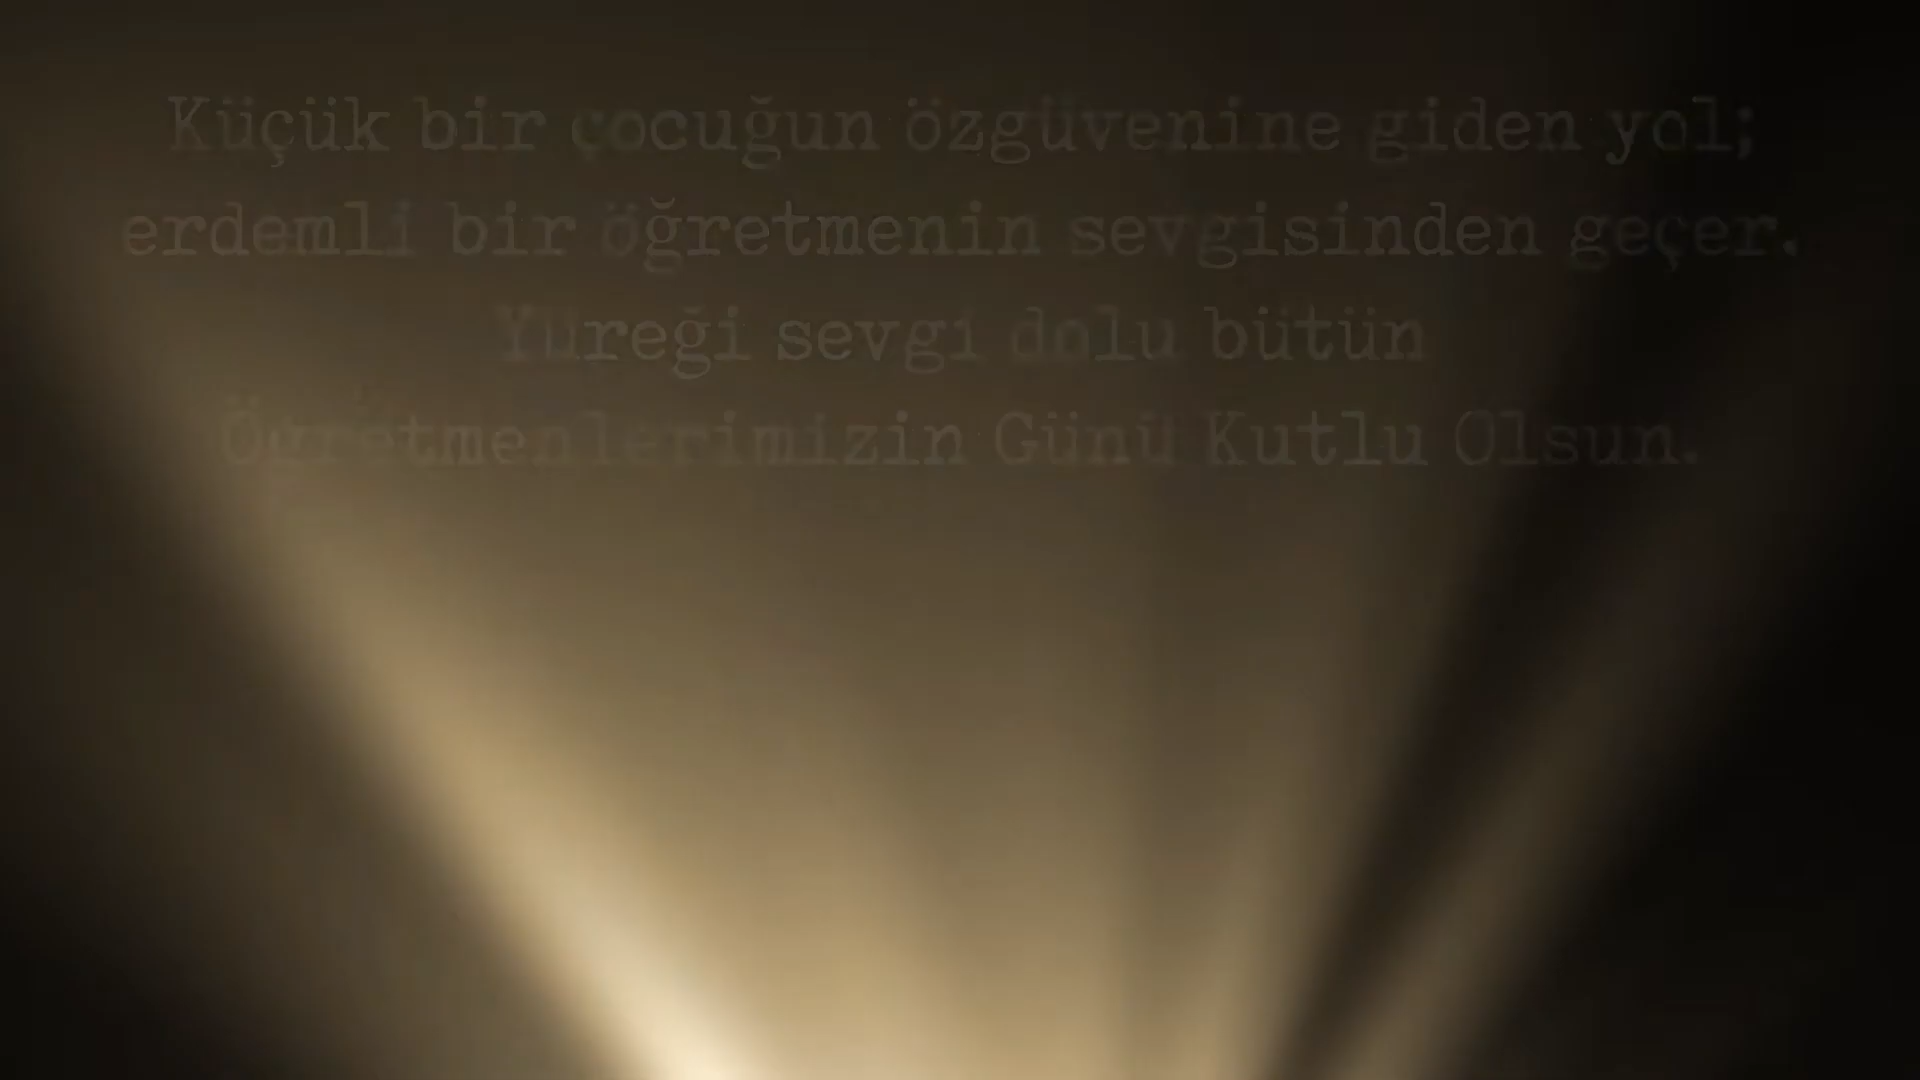 Küçük bir çocuğun özgüvenine giden yol;
erdemli bir öğretmenin sevgisinden geçer.
Yüreği sevgi dolu bütün
Öğretmenlerimizin Günü Kutlu Olsun.